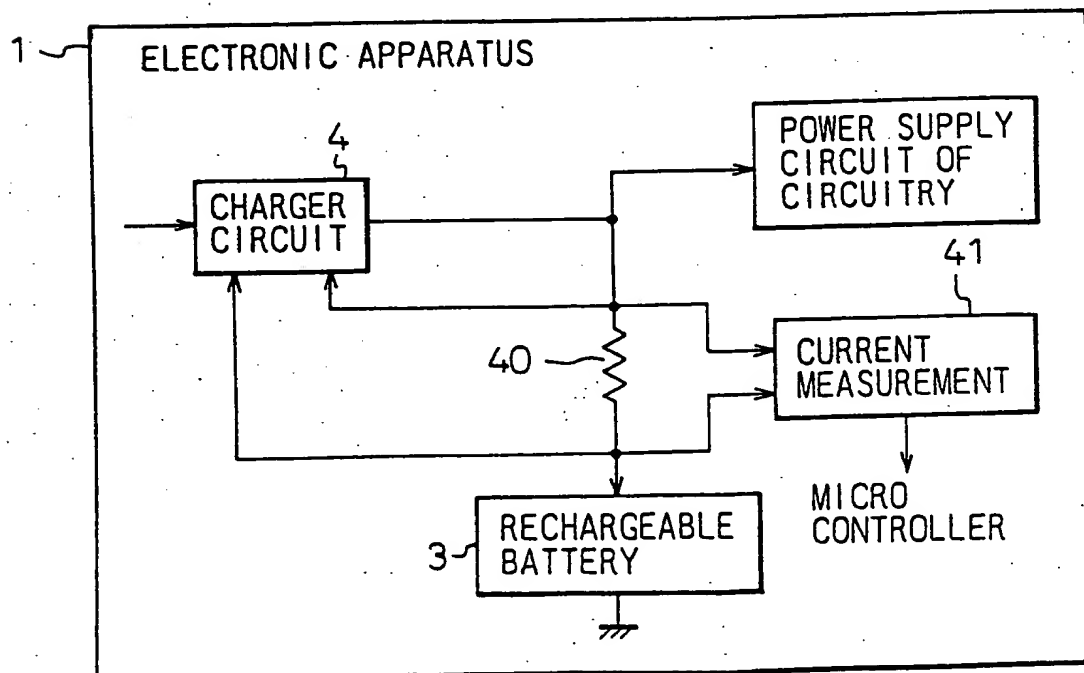 1
ELECTRONIC APPARATUS
4
CHARGER
CIRCUIT
POWER SUPPLY
CIRCUIT OF
CIRCUITRY
41
40
CURRENT
MEASUREMENT
3
RECHARGEABLE
BATTERY
MICRO
CONTROLLER